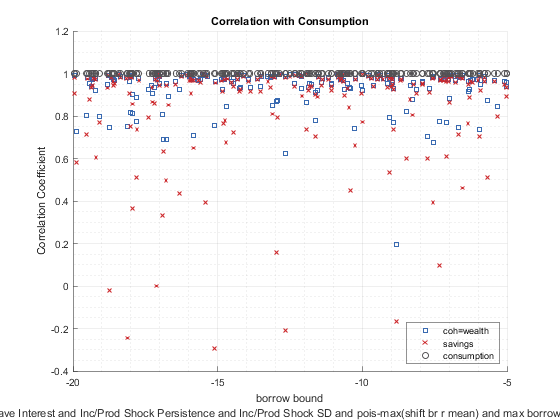 Correlation with Consumption
1.2
1
0.8
0.6
0.4
0.2
0
-0.2
-0.4
Correlation Coefficient
coh=wealth
savings
consumption
-20
-15
-10
-5
borrow bound
ave Interest and Inc/Prod Shock Persistence and Inc/Prod Shock SD and pois-max(shift br r mean) and max borrow